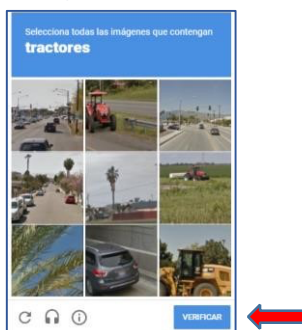 Selecciona todas las imágenes que contengan
tractores
VERIFICAR